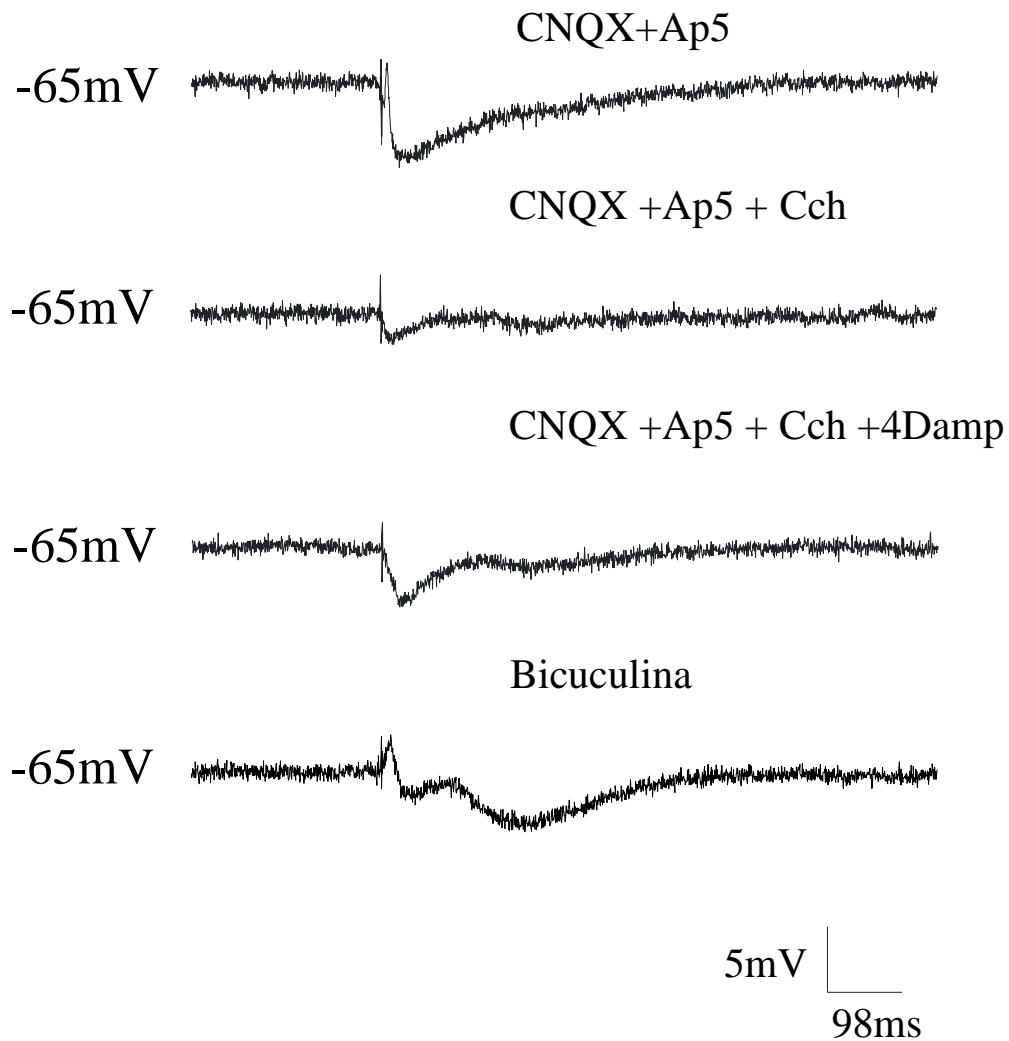 CNQX+Ap5
-65mV
CNQX +Ap5 + Cch
-65mV
CNQX +Ap5 + Cch +4Damp
-65mV
Bicuculina
-65mV
5mV
98ms